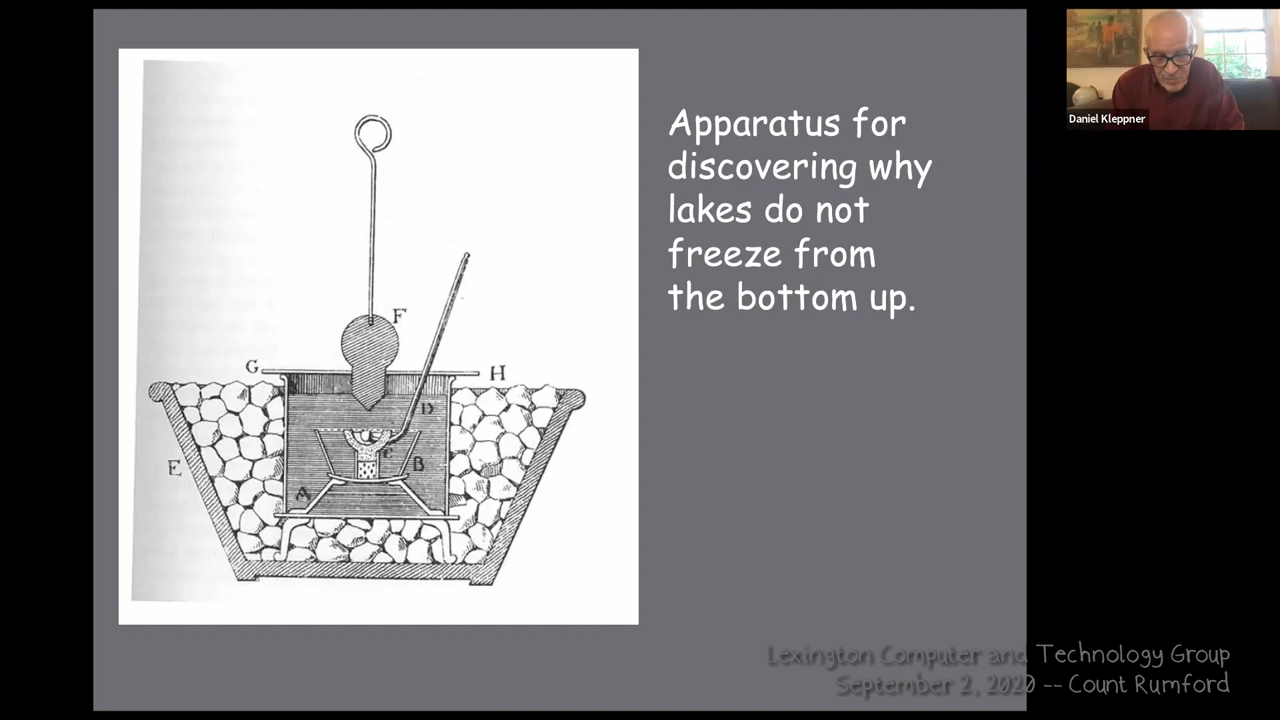 Apparatus for
discovering why
lakes do not
freeze from
the bottom up.
Daniel Kleppner
F
G
H
D
E
C
B
A
Lexington Computer and Technology Group
September 2, 2020 -- Count Rumford